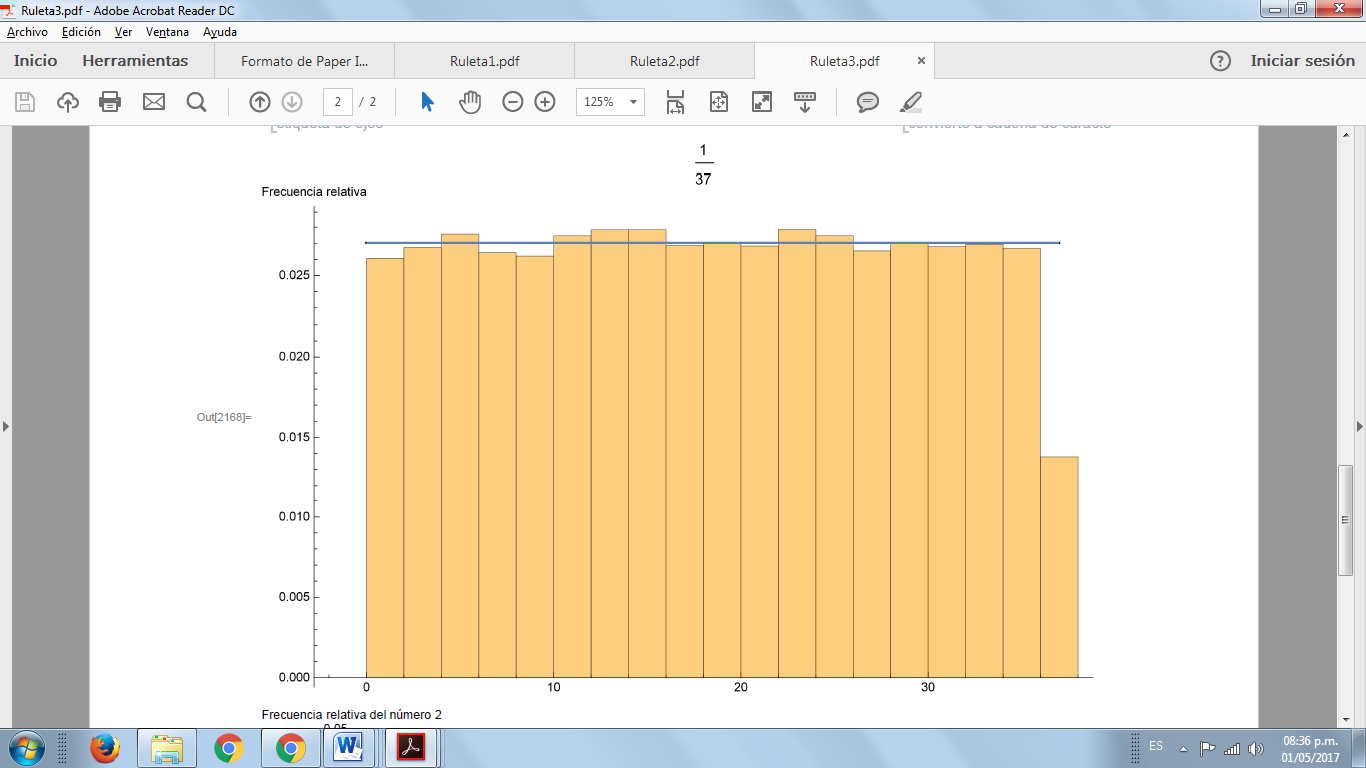 Ruleta3.pdf - Adobe Acrobat Reader DC
Archivo Edición Ver Ventana Ayuda
Inicio Herramientas Formato de Paper I... Ruleta1.pdf Ruleta2.pdf Ruleta3.pdf × ? Iniciar sesión
2 / 2 125%
1
37
Frecuencia relativa
0.025
0.020
Out[2168]=
0.015
0.010
0.005
0.000
0 10 20 30
Frecuencia relativa del número 2
0.05
ES 08:36 p.m.
01/05/2017